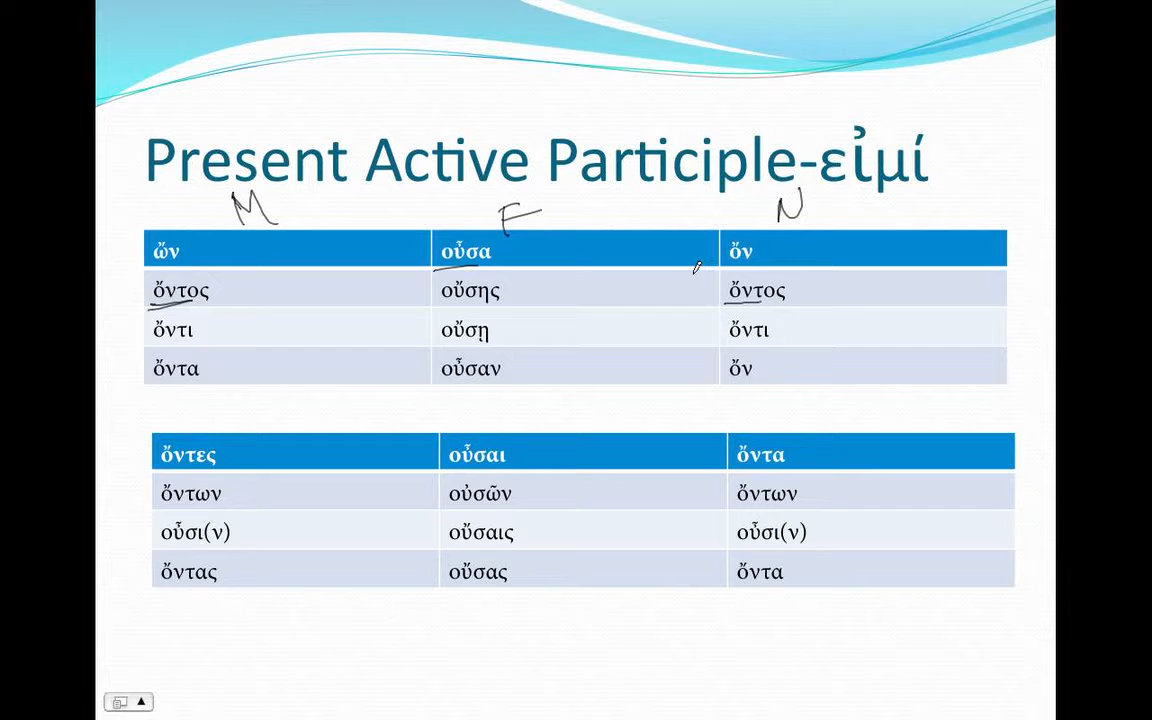 Present Active Participle-εἰμί
M F N
ὤν οὖσα ὄν
ὄντος οὔσης ὄντος
ὄντι οὔσῃ ὄντι
ὄντα οὖσαν ὄν
ὄντες οὖσαι ὄντα
ὄντων οὐσῶν ὄντων
οὖσι(ν) οὔσαις οὖσι(ν)
ὄντας οὔσας ὄντα